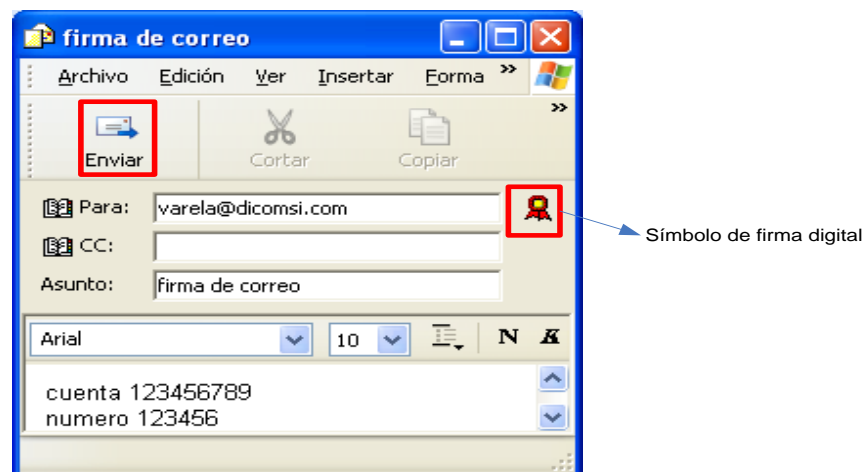 firma de correo
Archivo Edición Ver Insertar Forma »
»
Enviar Cortar Copiar
Para: varela@dicomsi.com
Símbolo de firma digital
CC:
Asunto: firma de correo
Arial 10 N K
cuenta 123456789
numero 123456